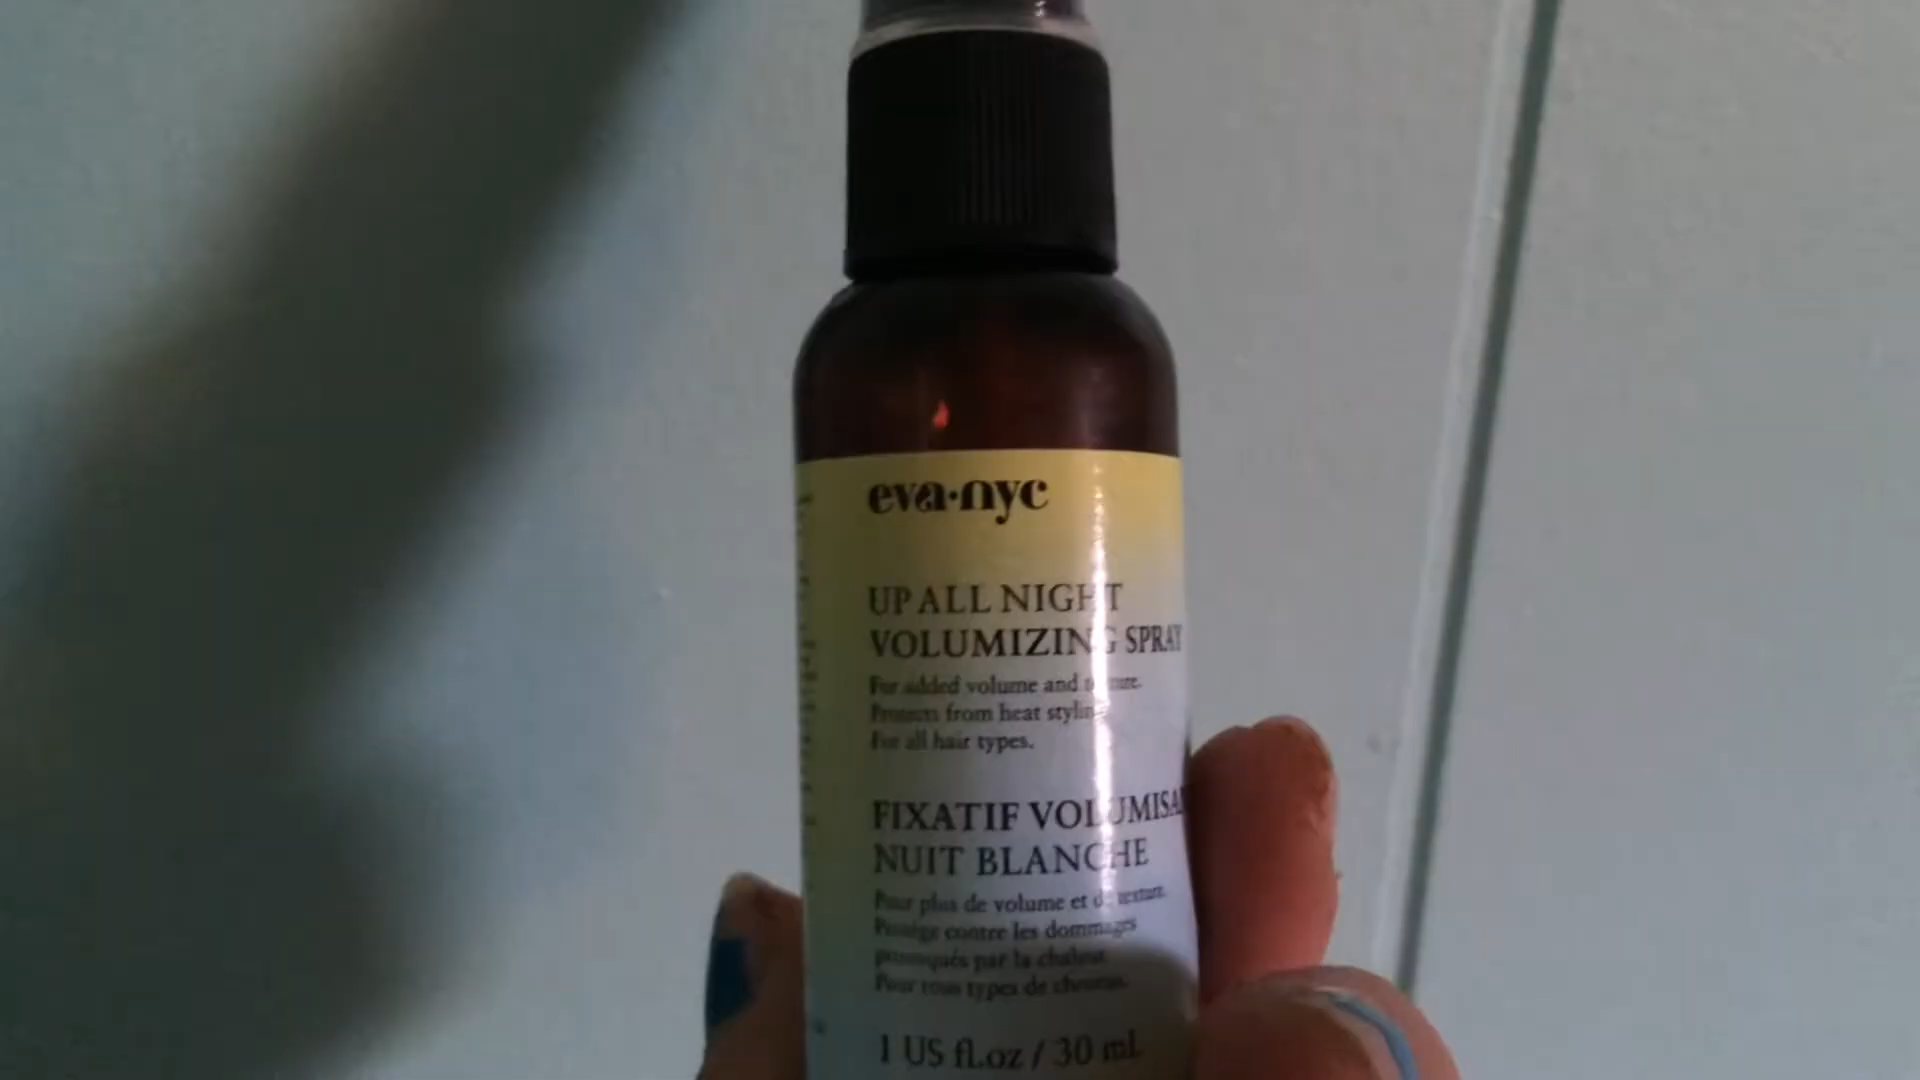 eva·nyc
UP ALL NIGHT
VOLUMIZING SPRAY
For added volume and texture.
Protects from heat styling
For all hair types.
FIXATIF VOLUMISA
NUIT BLANCHE
Pour plus de volume et de texture.
Protège contre les dommages
provoqués par la chaleur.
Pour tous types de cheveux.
1 US fl.oz / 30 mL